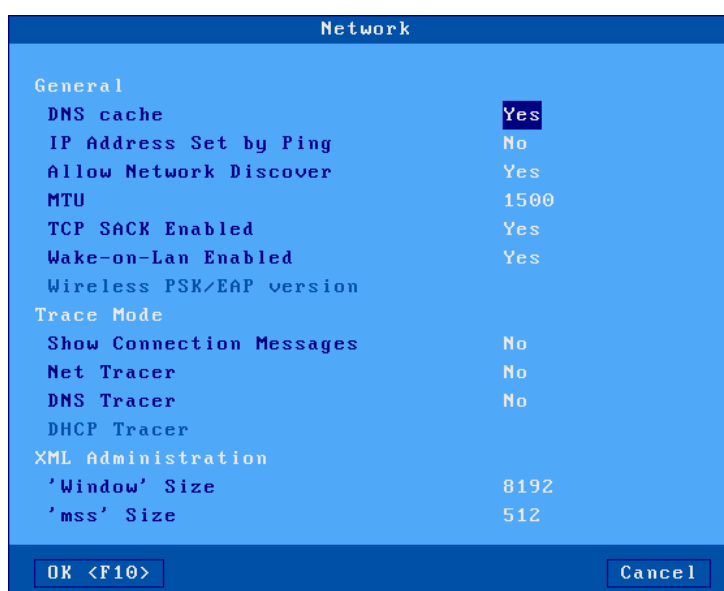 Network
General
DNS cache Yes
IP Address Set by Ping No
Allow Network Discover Yes
MTU 1500
TCP SACK Enabled Yes
Wake-on-Lan Enabled Yes
Wireless PSK/EAP version
Trace Mode
Show Connection Messages No
Net Tracer No
DNS Tracer No
DHCP Tracer
XML Administration
'Window' Size 8192
'mss' Size 512
OK <F10> Cancel